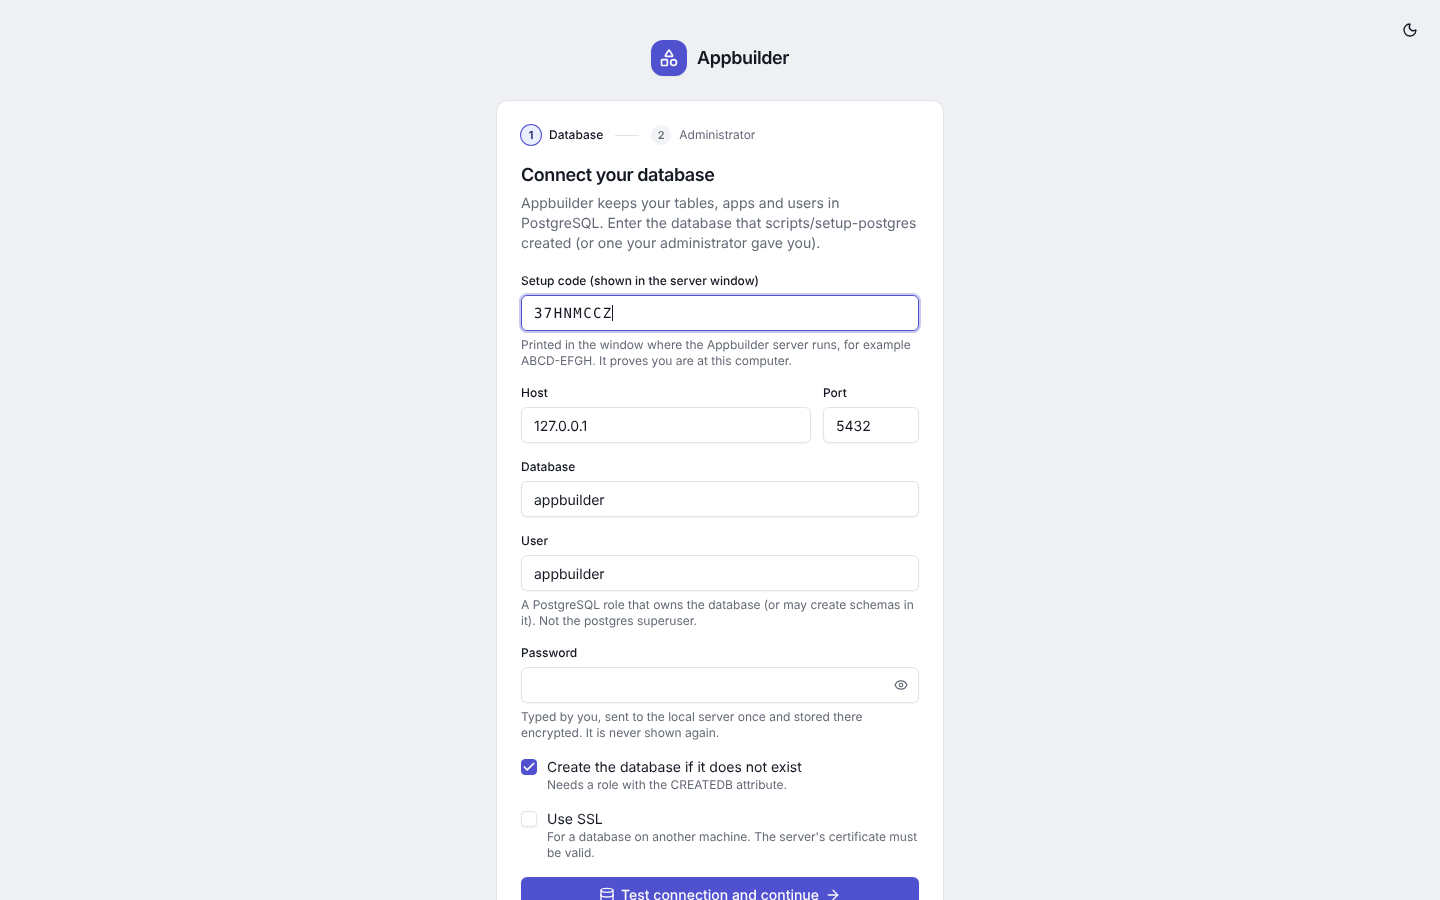 Appbuilder
1 Database 2 Administrator
Connect your database
Appbuilder keeps your tables, apps and users in
PostgreSQL. Enter the database that scripts/setup-postgres
created (or one your administrator gave you).
Setup code (shown in the server window)
37HNMCCZ
Printed in the window where the Appbuilder server runs, for example
ABCD-EFGH. It proves you are at this computer.
Host Port
127.0.0.1 5432
Database
appbuilder
User
appbuilder
A PostgreSQL role that owns the database (or may create schemas in
it). Not the postgres superuser.
Password
Typed by you, sent to the local server once and stored there
encrypted. It is never shown again.
Create the database if it does not exist
Needs a role with the CREATEDB attribute.
Use SSL
For a database on another machine. The server's certificate must
be valid.
Test connection and continue